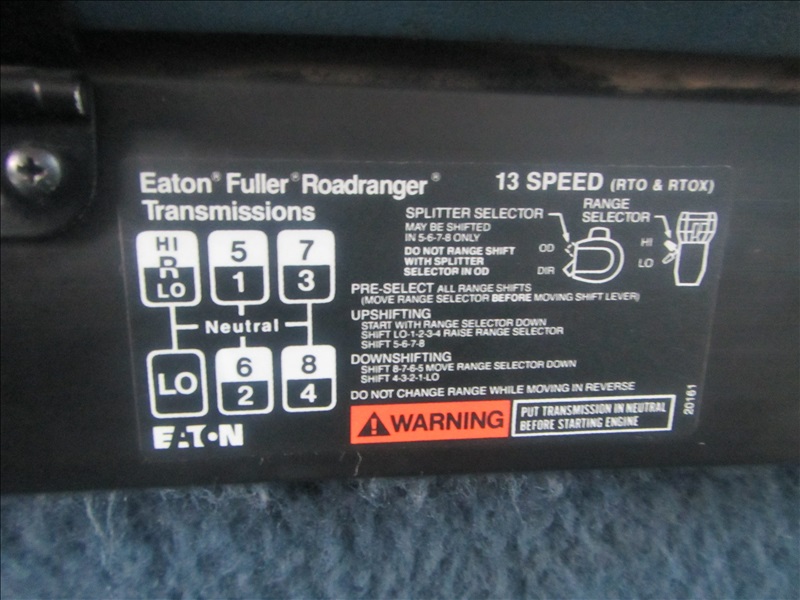 Eaton® Fuller® Roadranger®
Transmissions
13 SPEED (RTO & RTOX)
HI
R
LO
5
1
7
3
Neutral
LO
6
2
8
4
EATON
SPLITTER SELECTOR
MAY BE SHIFTED
IN 5-6-7-8 ONLY
DO NOT RANGE SHIFT
WITH SPLITTER
SELECTOR IN OD
OD
DIR
RANGE
SELECTOR
HI
LO
PRE-SELECT ALL RANGE SHIFTS
(MOVE RANGE SELECTOR BEFORE MOVING SHIFT LEVER)
UPSHIFTING
START WITH RANGE SELECTOR DOWN
SHIFT LO-1-2-3-4 RAISE RANGE SELECTOR
SHIFT 5-6-7-8
DOWNSHIFTING
SHIFT 8-7-6-5 MOVE RANGE SELECTOR DOWN
SHIFT 4-3-2-1-LO
DO NOT CHANGE RANGE WHILE MOVING IN REVERSE
WARNING
PUT TRANSMISSION IN NEUTRAL
BEFORE STARTING ENGINE
20161